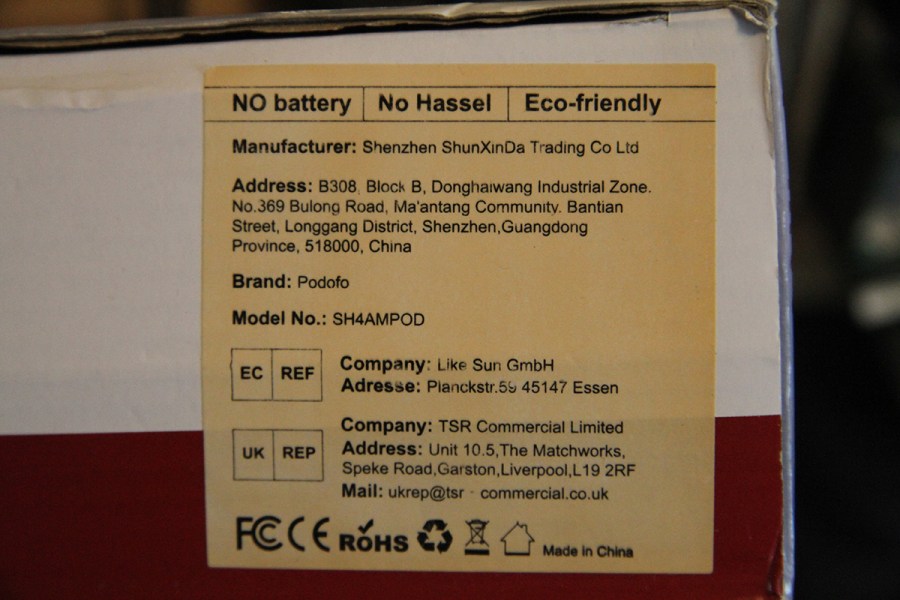 NO battery No Hassel Eco-friendly
Manufacturer: Shenzhen ShunXinDa Trading Co Ltd
Address: B308, Block B, Donghaiwang Industrial Zone.
No.369 Bulong Road, Ma'antang Community. Bantian
Street, Longgang District, Shenzhen,Guangdong
Province, 518000, China
Brand: Podofo
Model No.: SH4AMPOD
EC REF
Company: Like Sun GmbH
Adresse: Planckstr.59 45147 Essen
UK REP
Company: TSR Commercial Limited
Address: Unit 10.5,The Matchworks,
Speke Road,Garston,Liverpool,L19 2RF
Mail: ukrep@tsr - commercial.co.uk
FC CE ROHS Made in China